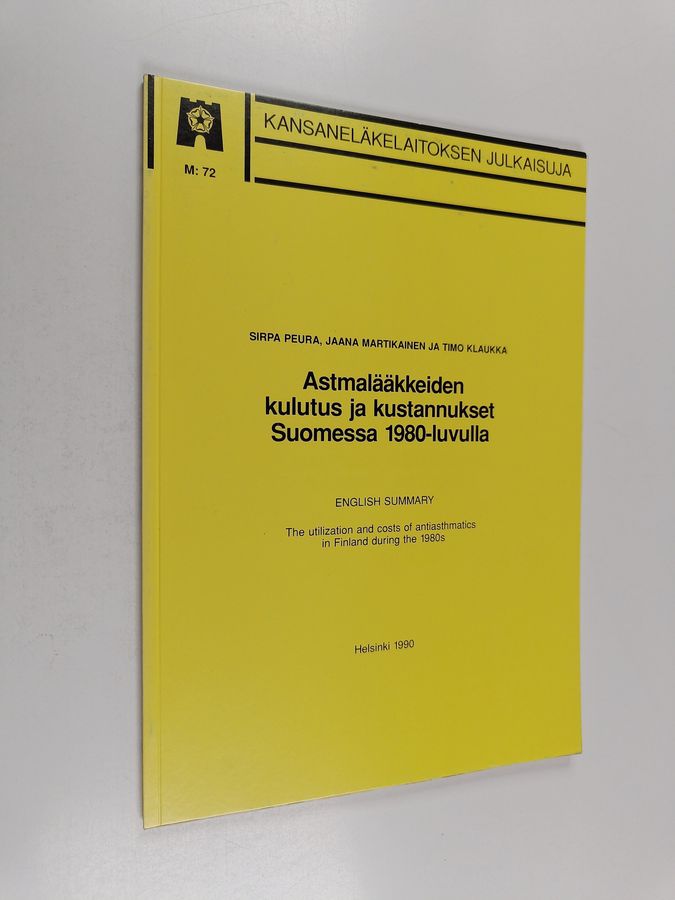 KANSANELÄKELAITOKSEN JULKAISUJA
M: 72
SIRPA PEURA, JAANA MARTIKAINEN JA TIMO KLAUKKA
Astmalääkkeiden
kulutus ja kustannukset
Suomessa 1980-luvulla
ENGLISH SUMMARY
The utilization and costs of antiasthmatics
in Finland during the 1980s
Helsinki 1990